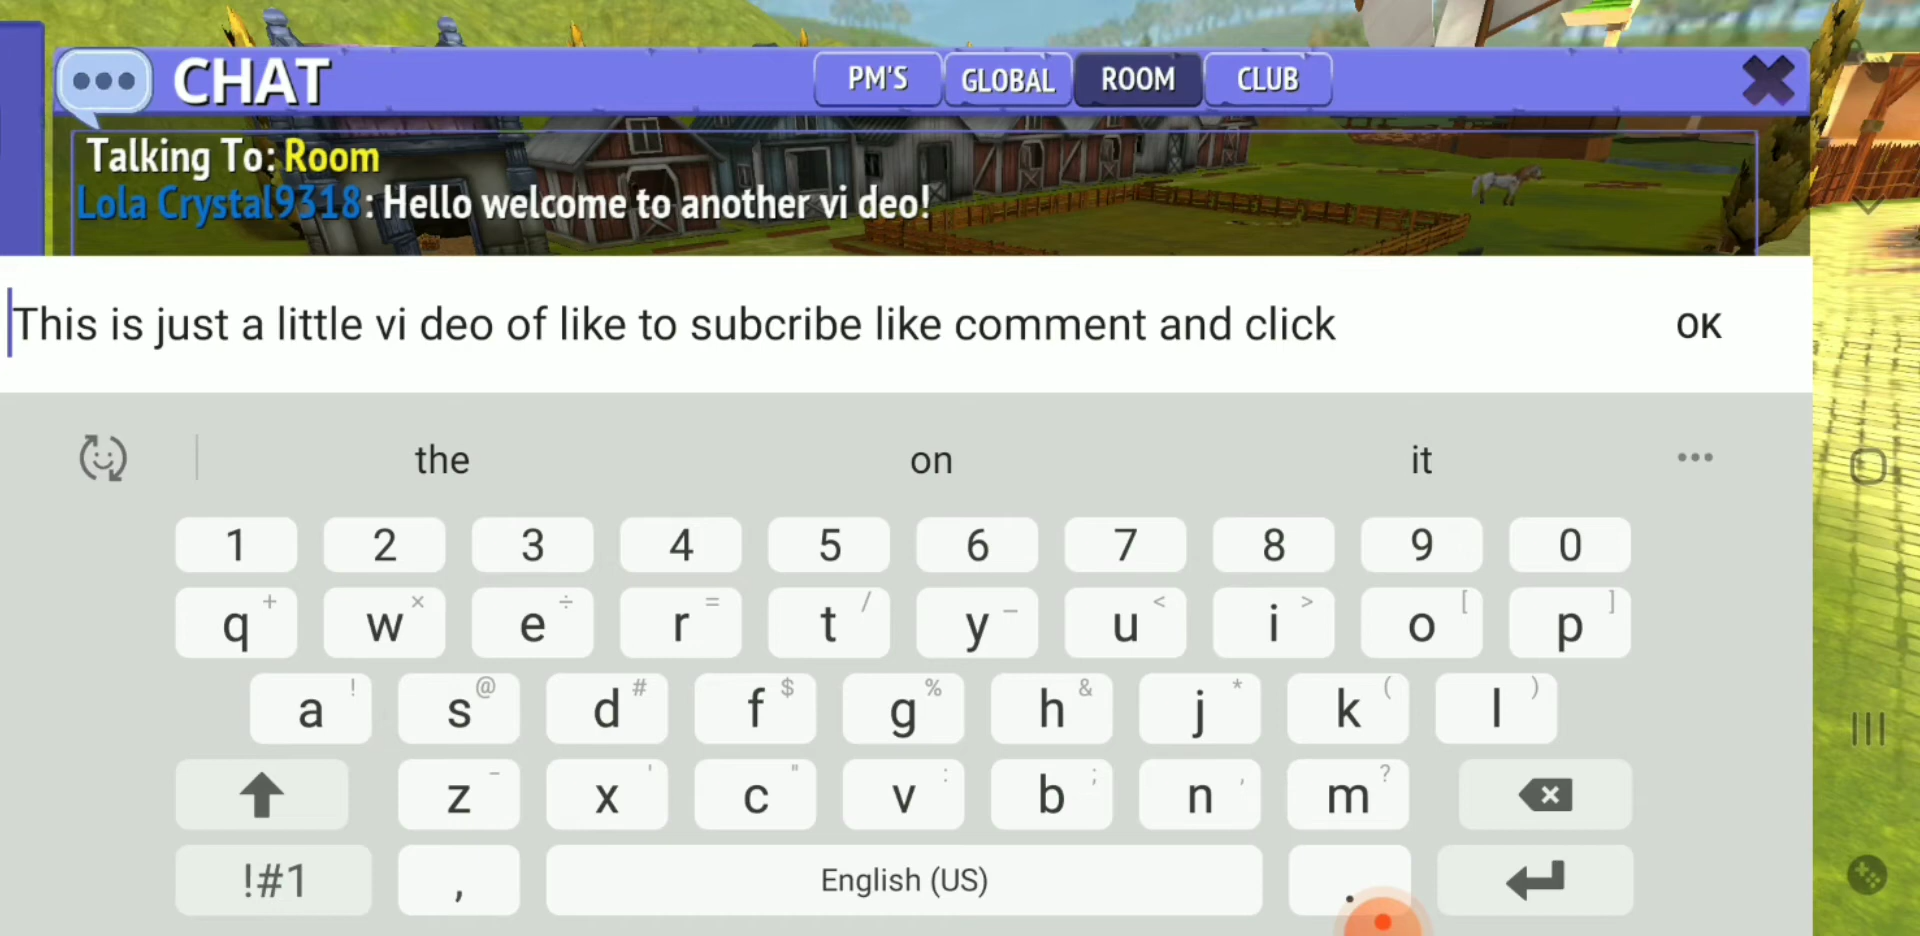 CHAT PM'S GLOBAL ROOM CLUB
Talking To: Room
Lola Crystal9318: Hello welcome to another vi deo!
This is just a little vi deo of like to subcribe like comment and click OK
the on it
1 2 3 4 5 6 7 8 9 0
q + w × e ÷ r = t / y _ u < i > o [ p ]
a ! s @ d # f $ g % h & j * k ( l )
z - x ' c " v : b ; n , m ?
!#1 , English (US) .